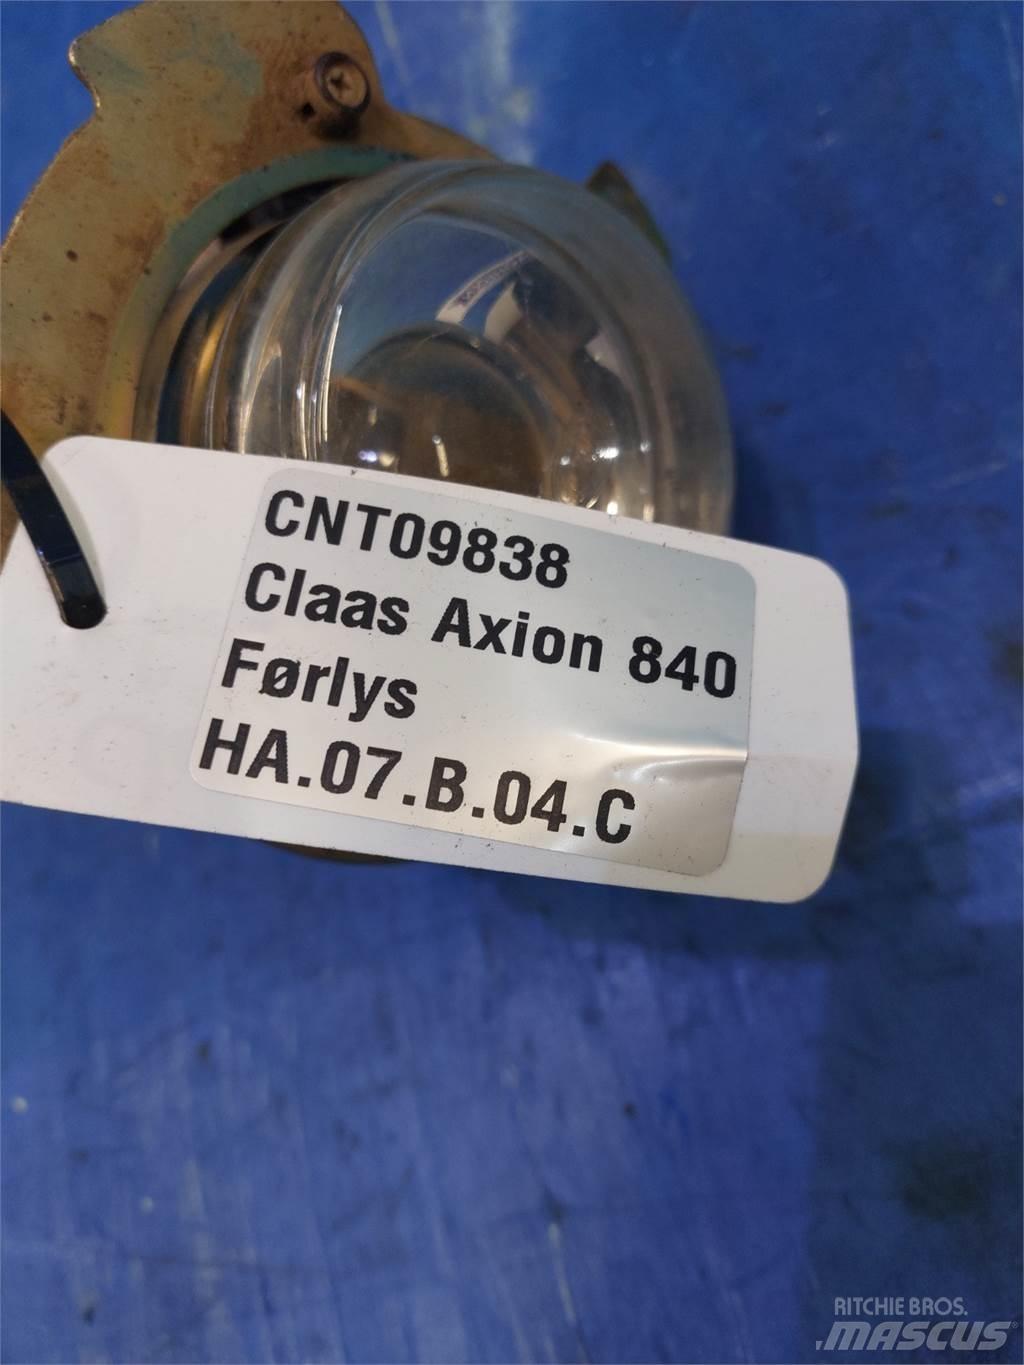 CNT09838
Claas Axion 840
Førlys
HA.07.B.04.C
RITCHIE BROS.
MASCUS